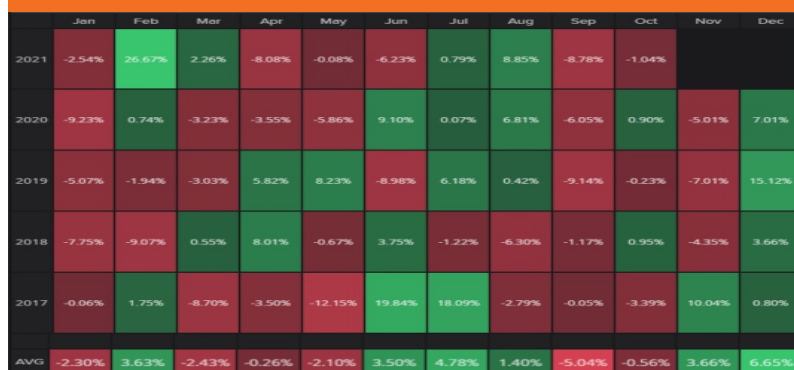 Jan Feb Mar Apr May Jun Jul Aug Sep Oct Nov Dec
2021 -2.54% 26.67% 2.26% -8.08% -0.08% -6.23% 0.79% 8.85% -8.78% -1.04%
2020 -9.23% 0.74% -3.23% -3.55% -5.86% 9.10% 0.07% 6.81% -6.05% 0.90% -5.01% 7.01%
2019 -5.07% -1.94% -3.03% 5.82% 8.23% -8.98% 6.18% 0.42% -9.14% -0.23% -7.01% 15.12%
2018 -7.75% -9.07% 0.55% 8.01% -0.67% 3.75% -1.22% -6.30% -1.17% 0.95% -4.35% 3.66%
2017 -0.06% 1.75% -8.70% -3.50% -12.15% 19.84% 18.09% -2.79% -0.05% -3.39% 10.04% 0.80%
AVG -2.30% 3.63% -2.43% -0.26% -2.10% 3.50% 4.78% 1.40% -5.04% -0.56% 3.66% 6.65%